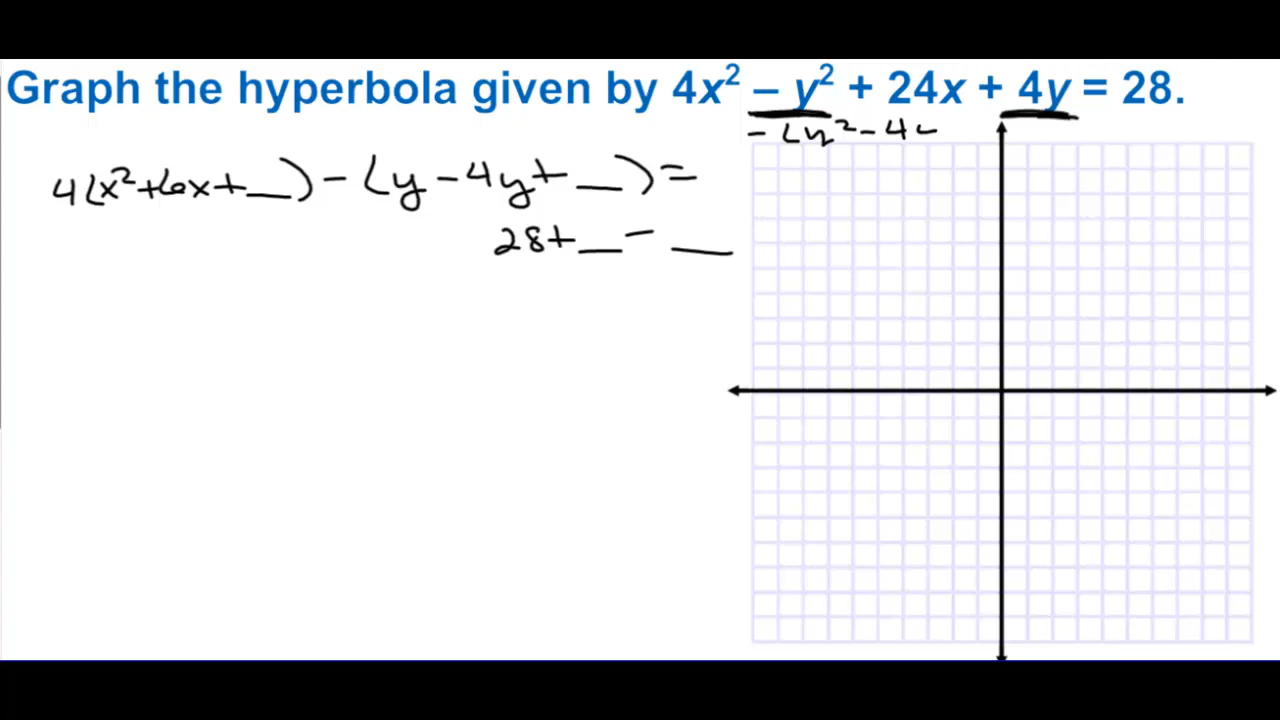 Graph the hyperbola given by 4x² – y² + 24x + 4y = 28.
- (y² - 4
4(x² + 6x + __) - (y - 4y + __) =
28 + __ - __